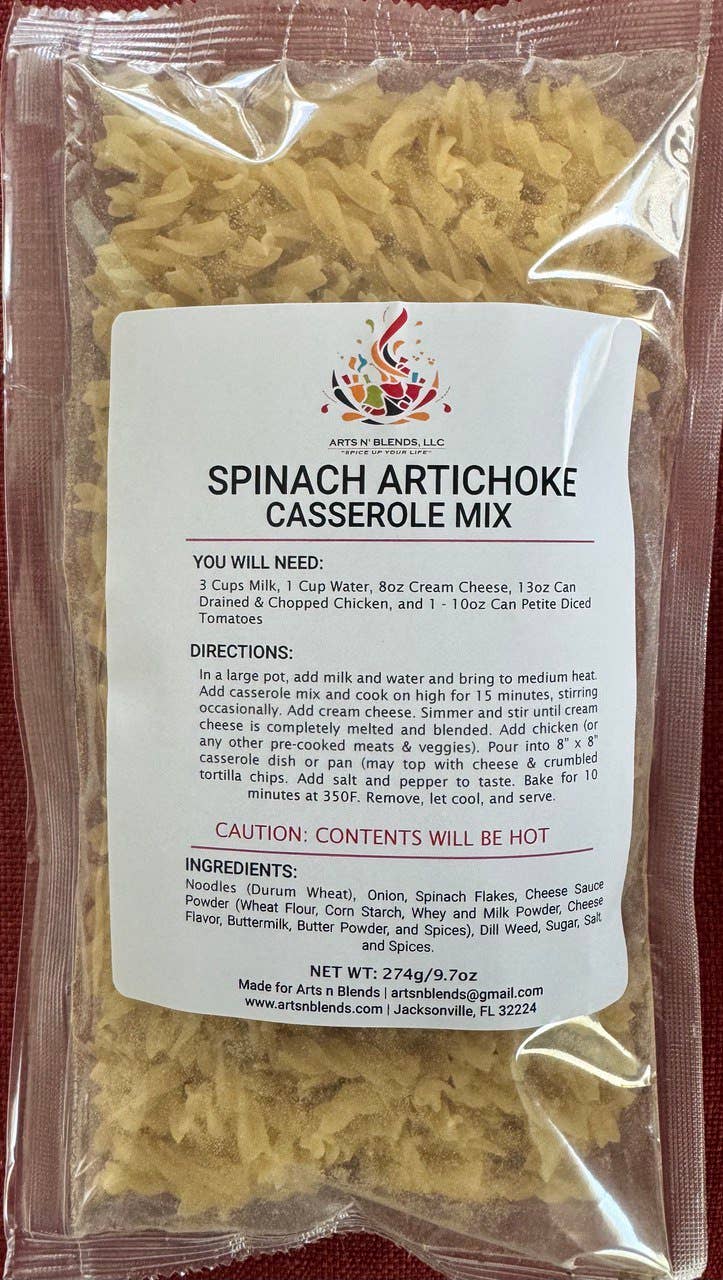 ARTS N' BLENDS, LLC
"SPICE UP YOUR LIFE"
SPINACH ARTICHOKE
CASSEROLE MIX
YOU WILL NEED:
3 Cups Milk, 1 Cup Water, 8oz Cream Cheese, 13oz Can
Drained & Chopped Chicken, and 1 - 10oz Can Petite Diced
Tomatoes
DIRECTIONS:
In a large pot, add milk and water and bring to medium heat.
Add casserole mix and cook on high for 15 minutes, stirring
occasionally. Add cream cheese. Simmer and stir until cream
cheese is completely melted and blended. Add chicken (or
any other pre-cooked meats & veggies). Pour into 8" x 8"
casserole dish or pan (may top with cheese & crumbled
tortilla chips. Add salt and pepper to taste. Bake for 10
minutes at 350F. Remove, let cool, and serve.
CAUTION: CONTENTS WILL BE HOT
INGREDIENTS:
Noodles (Durum Wheat), Onion, Spinach Flakes, Cheese Sauce
Powder (Wheat Flour, Corn Starch, Whey and Milk Powder, Cheese
Flavor, Buttermilk, Butter Powder, and Spices), Dill Weed, Sugar, Salt
and Spices.
NET WT: 274g/9.7oz
Made for Arts n Blends | artsnblends@gmail.com
www.artsnblends.com | Jacksonville, FL 32224